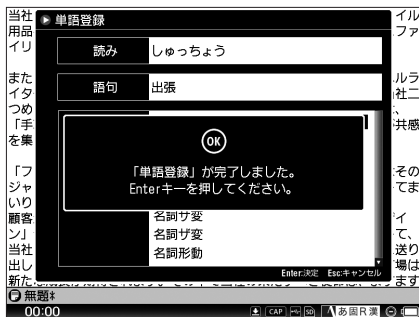 当社
用品
イリ
また
イタ
つめ
「手
を集
「フ
ジャ
いり
顧客
ン」
当社
出し
単語登録
読み しゅっちょう
語句 出張
OK
「単語登録」が完了しました。
Enterキーを押してください。
名詞ザ変
名詞サ変
名詞形動
Enter:決定 Esc:キャンセル
イル
ファ
ルラ
社二
、
共感
その
てま
イ
て、
送り
場は
無題*
00:00 CAP SD あ固R漢